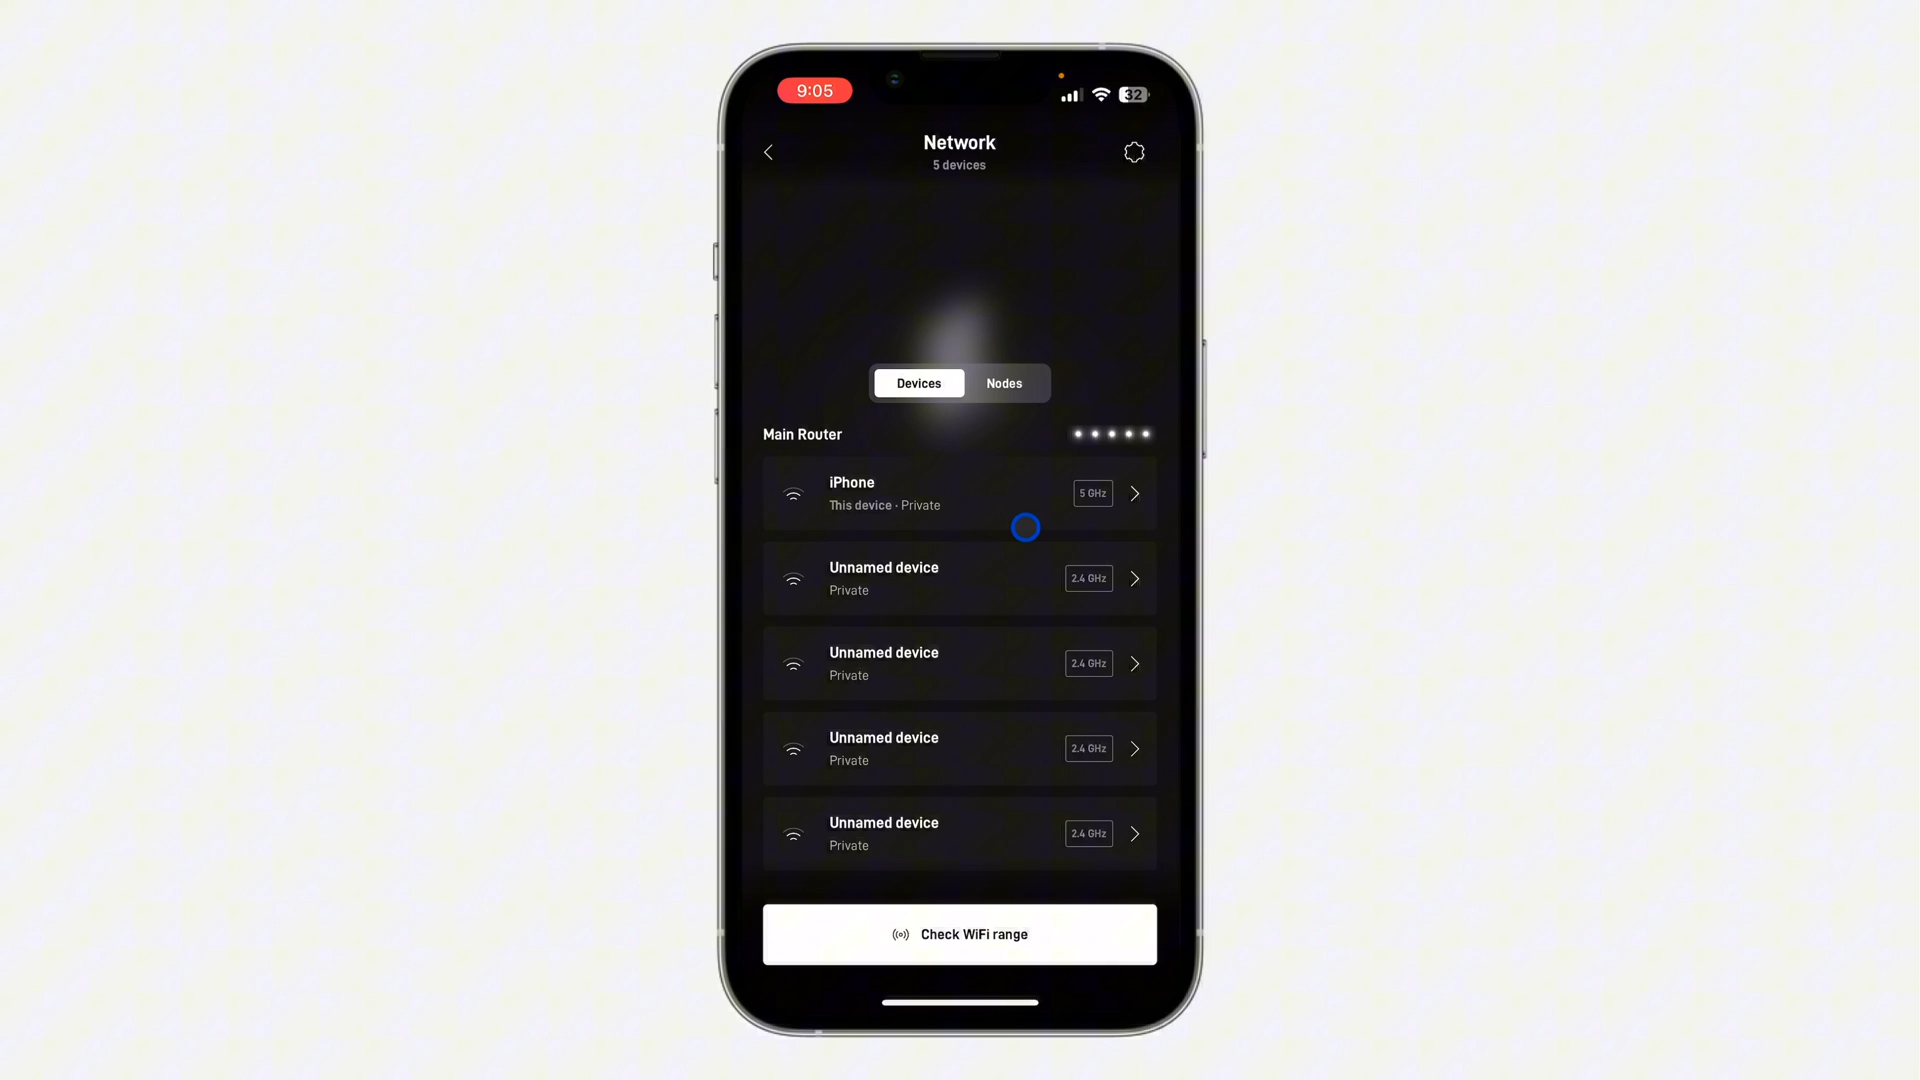 9:05
32
Network
5 devices
Devices
Nodes
Main Router
iPhone
This device · Private
5 GHz
Unnamed device
Private
2.4 GHz
Unnamed device
Private
2.4 GHz
Unnamed device
Private
2.4 GHz
Unnamed device
Private
2.4 GHz
Check WiFi range